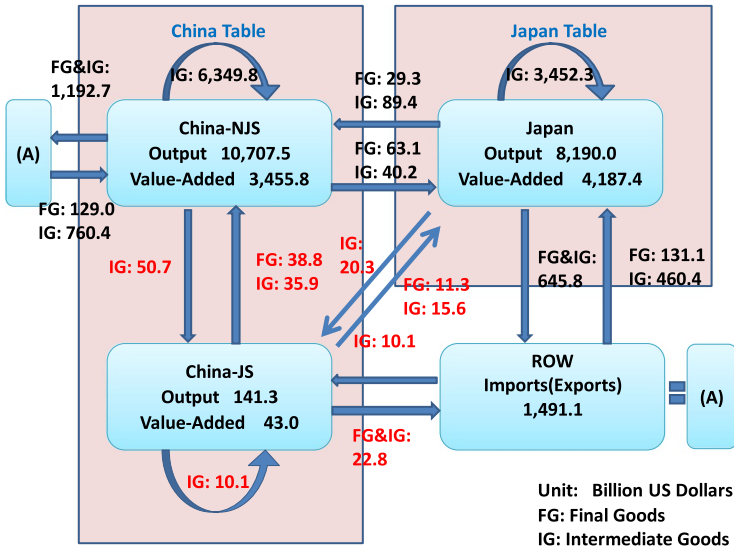 China Table
Japan Table
FG&IG:
1,192.7
IG: 6,349.8
FG: 29.3
IG: 89.4
IG: 3,452.3
(A)
China-NJS
Output 10,707.5
Value-Added 3,455.8
FG: 63.1
IG: 40.2
Japan
Output 8,190.0
Value-Added 4,187.4
FG: 129.0
IG: 760.4
IG: 50.7
FG: 38.8
IG: 35.9
IG:
20.3
FG: 11.3
IG: 15.6
FG&IG:
645.8
FG: 131.1
IG: 460.4
IG: 10.1
China-JS
Output 141.3
Value-Added 43.0
ROW
Imports(Exports)
1,491.1
(A)
FG&IG:
22.8
IG: 10.1
Unit: Billion US Dollars
FG: Final Goods
IG: Intermediate Goods